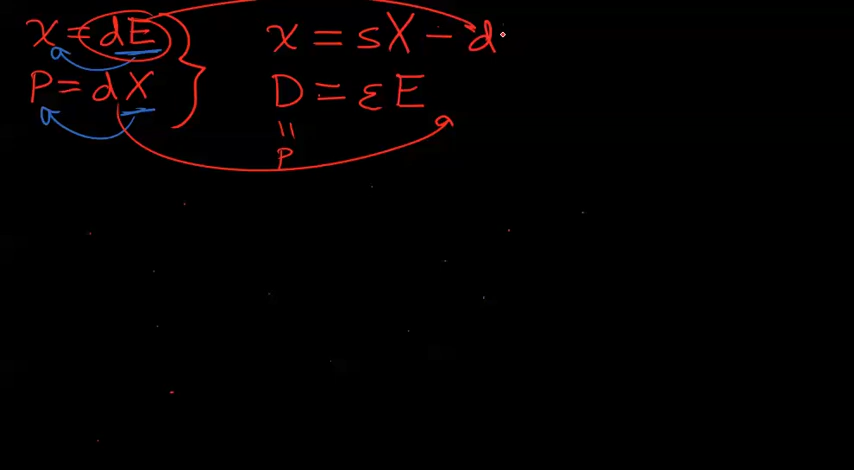 x = dE
P = dX
x = sX - d
D = εE
=
P